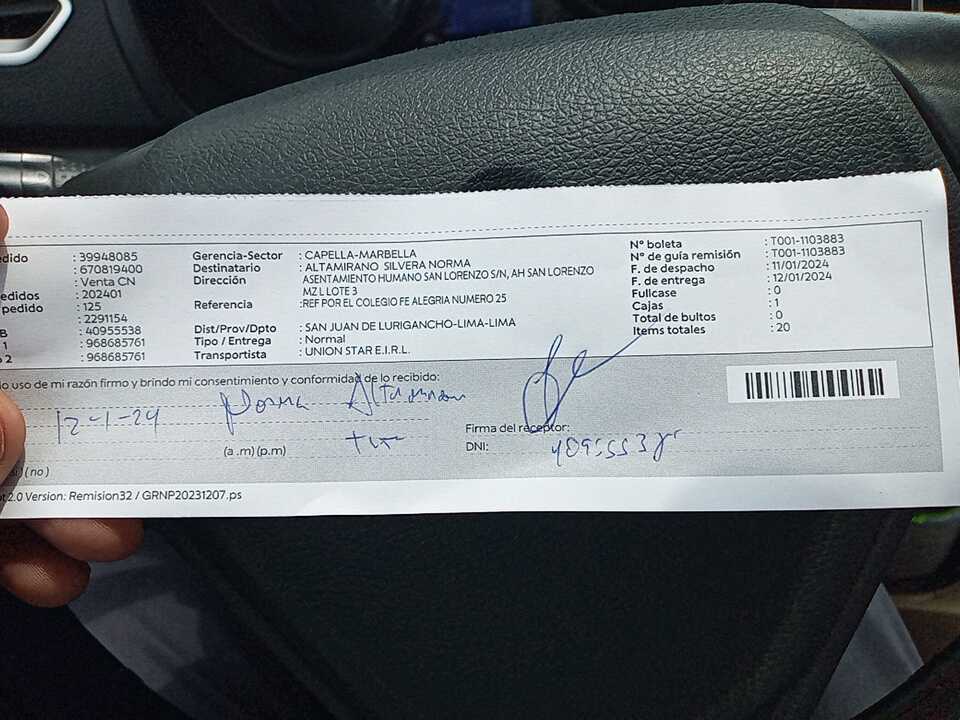 edido : 39948085
: 670819400
: Venta CN
edidos : 202401
pedido : 125
: 2291154
B : 40955538
1 : 968685761
2 : 968685761
Gerencia-Sector : CAPELLA-MARBELLA
Destinatario : ALTAMIRANO SILVERA NORMA
Dirección : ASENTAMIENTO HUMANO SAN LORENZO S/N, AH SAN LORENZO
MZ L LOTE 3
Referencia :REF POR EL COLEGIO FE ALEGRIA NUMERO 25
Dist/Prov/Dpto : SAN JUAN DE LURIGANCHO-LIMA-LIMA
Tipo / Entrega : Normal
Transportista : UNION STAR E.I.R.L.
N° boleta : T001-1103883
N° de guía remisión : T001-1103883
F. de despacho : 11/01/2024
F. de entrega : 12/01/2024
Fullcase : 0
Cajas : 1
Total de bultos : 0
Items totales : 20
o uso de mi razón firmo y brindo mi consentimiento y conformidad de lo recibido:
12-1-24 Norma Altamirano
(a .m) (p.m)
Firma del receptor:
DNI: 40955538
( no )
2.0 Version: Remision32 / GRNP20231207.ps